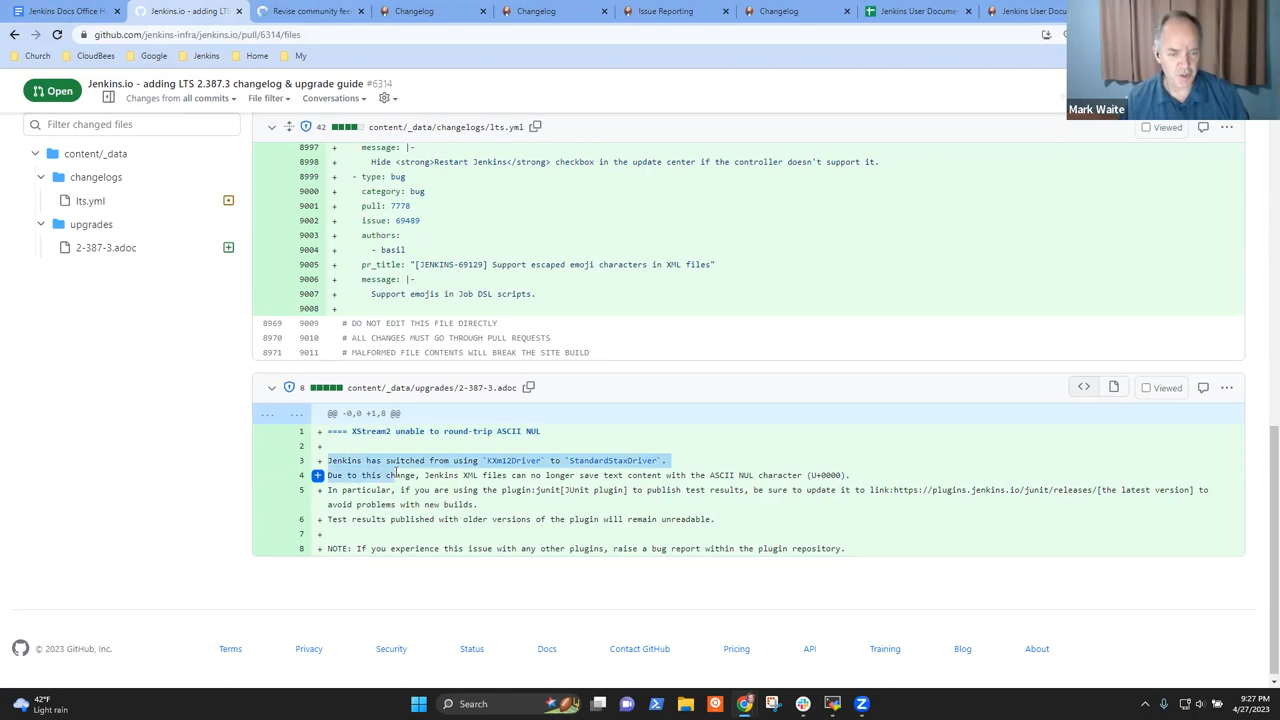 Jenkins Docs Office H
Jenkins.io - adding LT
Revise community fee
Changelog
Changelog
Issue Reporting
Changelog
Jenkins User Docume
Jenkins User Docu
github.com/jenkins-infra/jenkins.io/pull/6314/files
Church
CloudBees
Google
Jenkins
Home
My
Mark Waite
Open
Jenkins.io - adding LTS 2.387.3 changelog & upgrade guide #6314
Changes from all commits
File filter
Conversations
Filter changed files
42 content/_data/changelogs/lts.yml
Viewed
content/_data
changelogs
lts.yml
upgrades
2-387-3.adoc
8997 + message: |-
8998 + Hide <strong>Restart Jenkins</strong> checkbox in the update center if the controller doesn't support it.
8999 + - type: bug
9000 + category: bug
9001 + pull: 7778
9002 + issue: 69489
9003 + authors:
9004 + - basil
9005 + pr_title: "[JENKINS-69129] Support escaped emoji characters in XML files"
9006 + message: |-
9007 + Support emojis in Job DSL scripts.
9008 +
8969 9009 # DO NOT EDIT THIS FILE DIRECTLY
8970 9010 # ALL CHANGES MUST GO THROUGH PULL REQUESTS
8971 9011 # MALFORMED FILE CONTENTS WILL BREAK THE SITE BUILD
8 content/_data/upgrades/2-387-3.adoc
Viewed
... ... @@ -0,0 +1,8 @@
1 + ==== XStream2 unable to round-trip ASCII NUL
2 +
3 + Jenkins has switched from using `KXml2Driver` to `StandardStaxDriver`.
4 + Due to this change, Jenkins XML files can no longer save text content with the ASCII NUL character (U+0000).
5 + In particular, if you are using the plugin:junit[JUnit plugin] to publish test results, be sure to update it to link:https://plugins.jenkins.io/junit/releases/[the latest version] to
avoid problems with new builds.
6 + Test results published with older versions of the plugin will remain unreadable.
7 +
8 + NOTE: If you experience this issue with any other plugins, raise a bug report within the plugin repository.
© 2023 GitHub, Inc.
Terms
Privacy
Security
Status
Docs
Contact GitHub
Pricing
API
Training
Blog
About
42°F
Light rain
Search
9:27 PM
4/27/2023